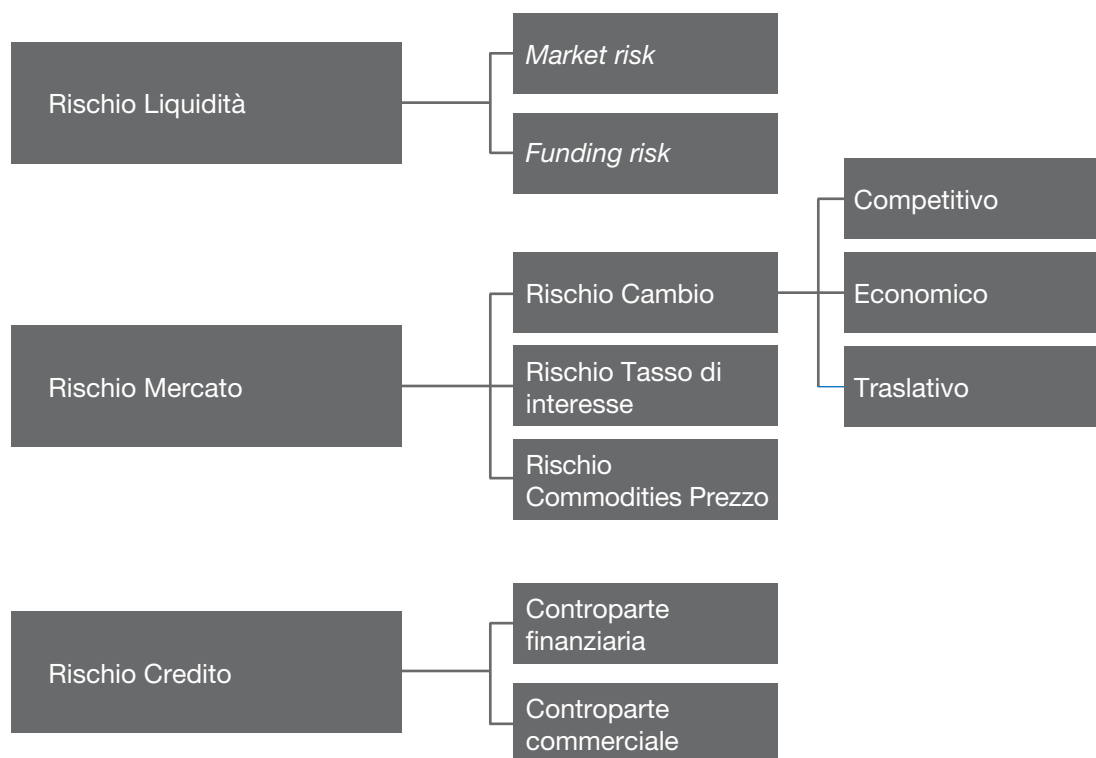 Rischio Liquidità
Market risk
Funding risk
Rischio Mercato
Rischio Cambio
Competitivo
Economico
Traslativo
Rischio Tasso di
interesse
Rischio
Commodities Prezzo
Rischio Credito
Controparte
finanziaria
Controparte
commerciale